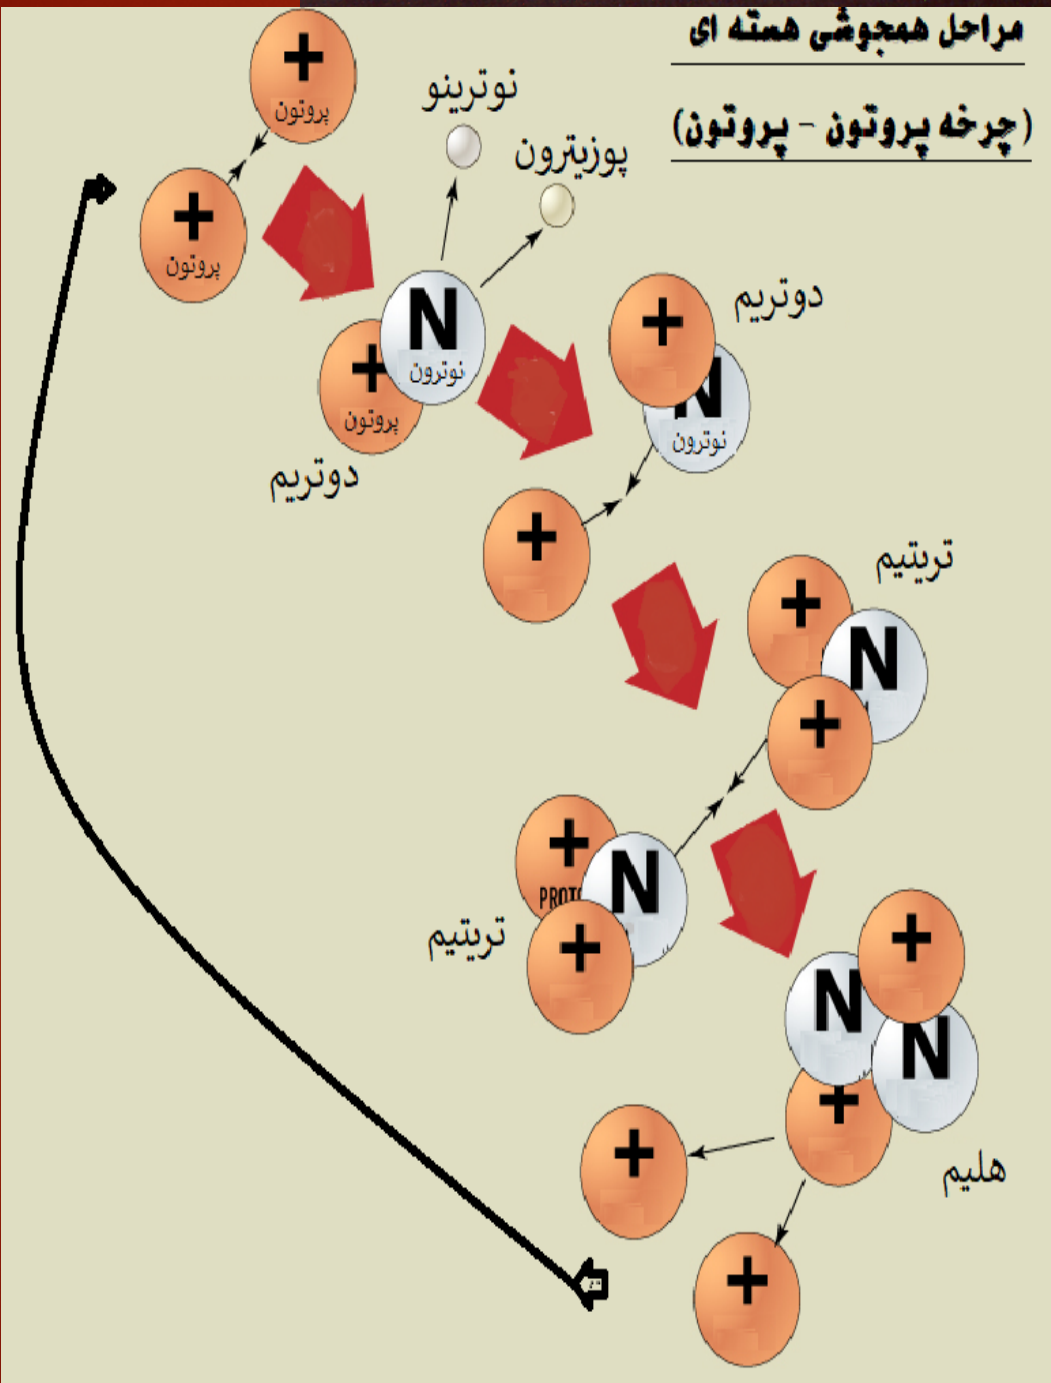 مراحل همجوشی هسته ای
(چرخه پروتون - پروتون)
+
پروتون
نوترینو
پوزیترون
+
پروتون
N
نوترون
+
پروتون
دوتریم
+
دوتریم
N
نوترون
+
تریتیم
+
N
+
+
PROTO
N
+
تریتیم
+
N
N
+
هلیم
+
+